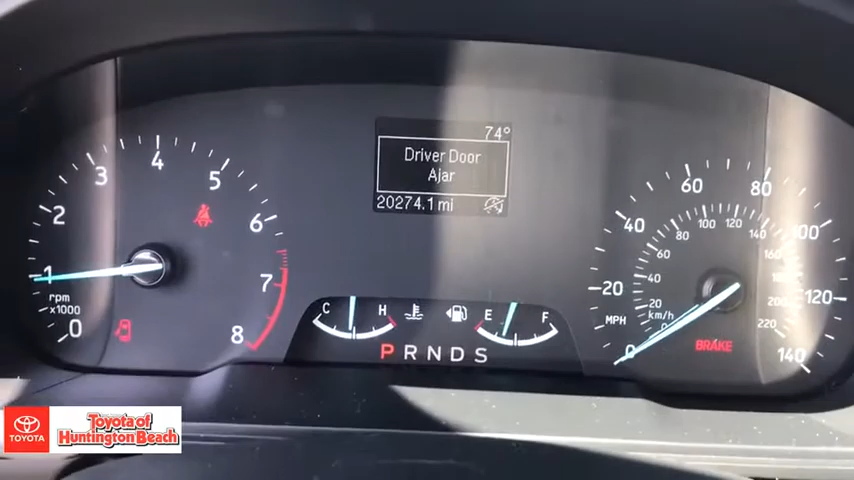 74°
Driver Door
Ajar
20274.1 mi
0 1 2 3 4 5 6 7 8
rpm
x1000
C H
E F
P R N D S
0 20 40 60 80 100 120 140
MPH
0 20 40 60 80 100 120 140 160 180 200 220
km/h
BRAKE
TOYOTA
Toyota of
Huntington Beach